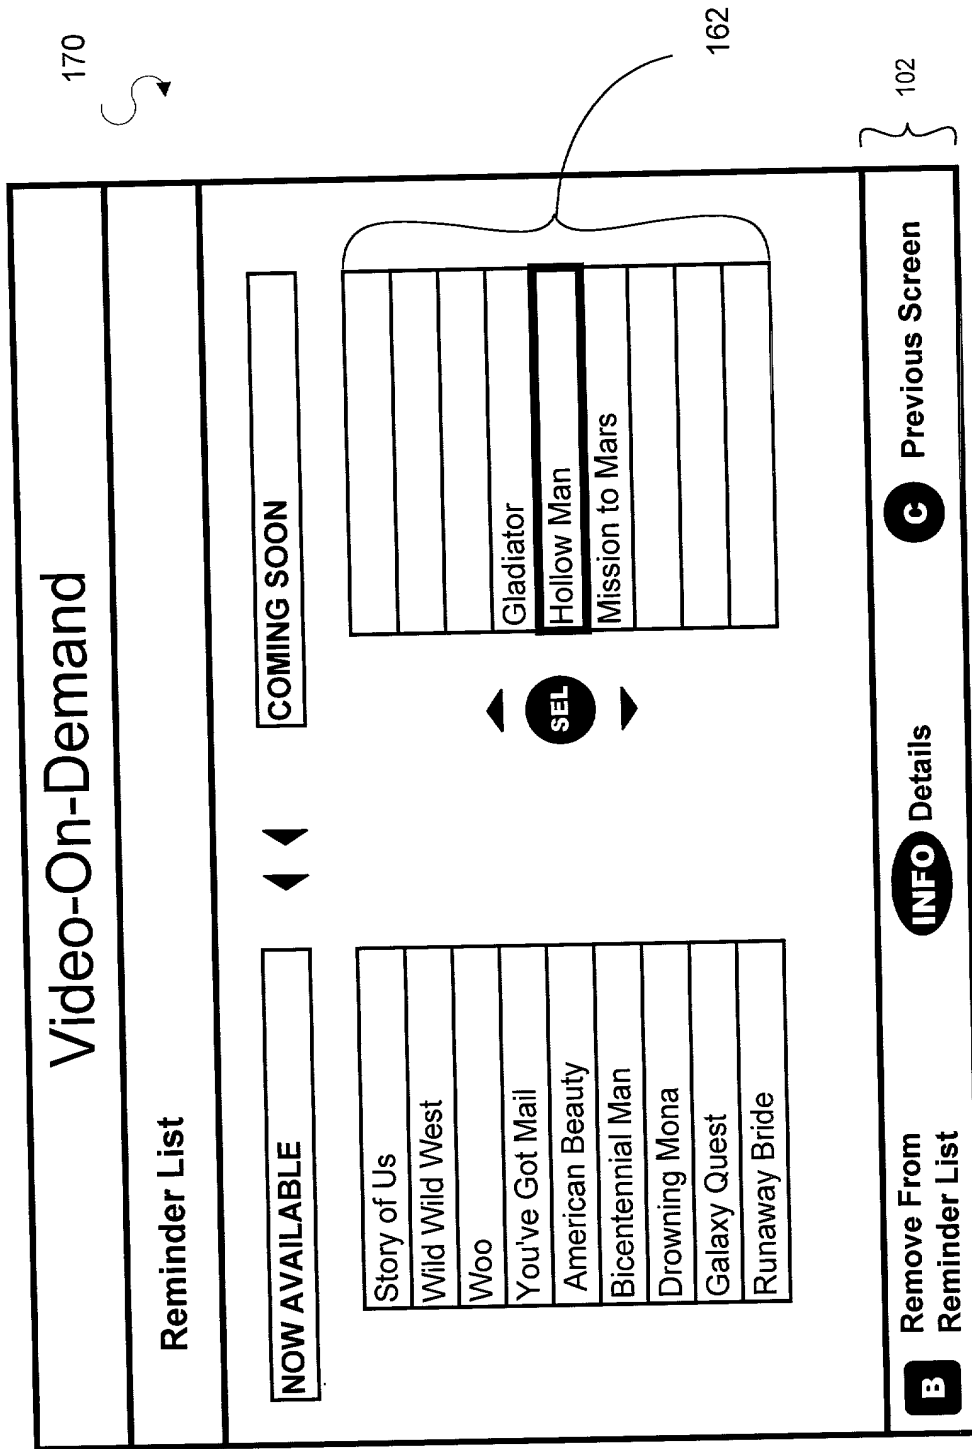 170
Video-On-Demand
Reminder List
NOW AVAILABLE
COMING SOON
Story of Us
Wild Wild West
Woo
You've Got Mail
American Beauty
Bicentennial Man
Drowning Mona
Galaxy Quest
Runaway Bride
SEL
Gladiator
Hollow Man
Mission to Mars
162
B
Remove From
Reminder List
INFO Details
C Previous Screen
102